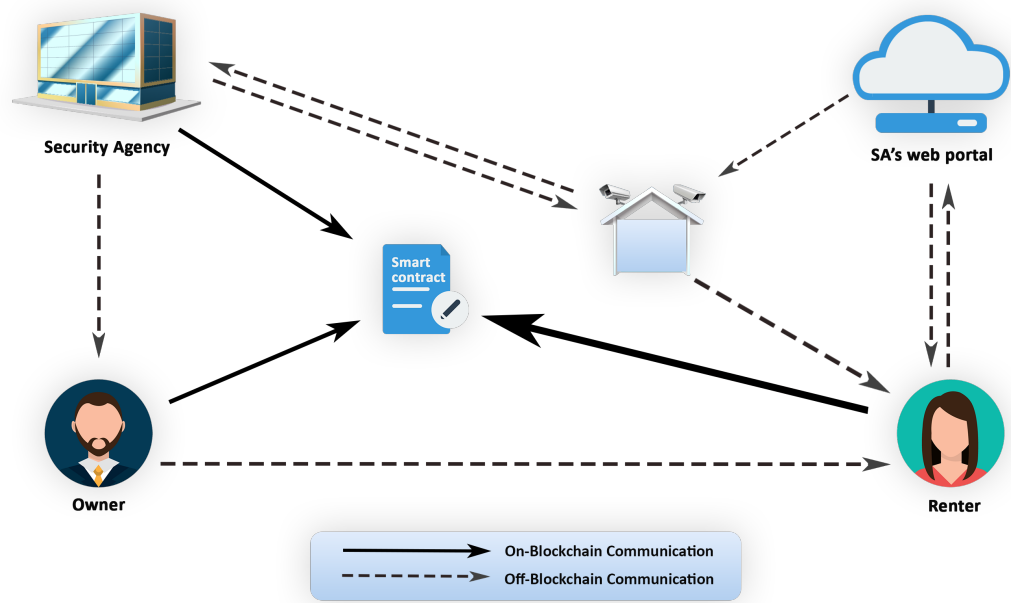 Security Agency
SA's web portal
Smart
contract
Owner
Renter
On-Blockchain Communication
Off-Blockchain Communication